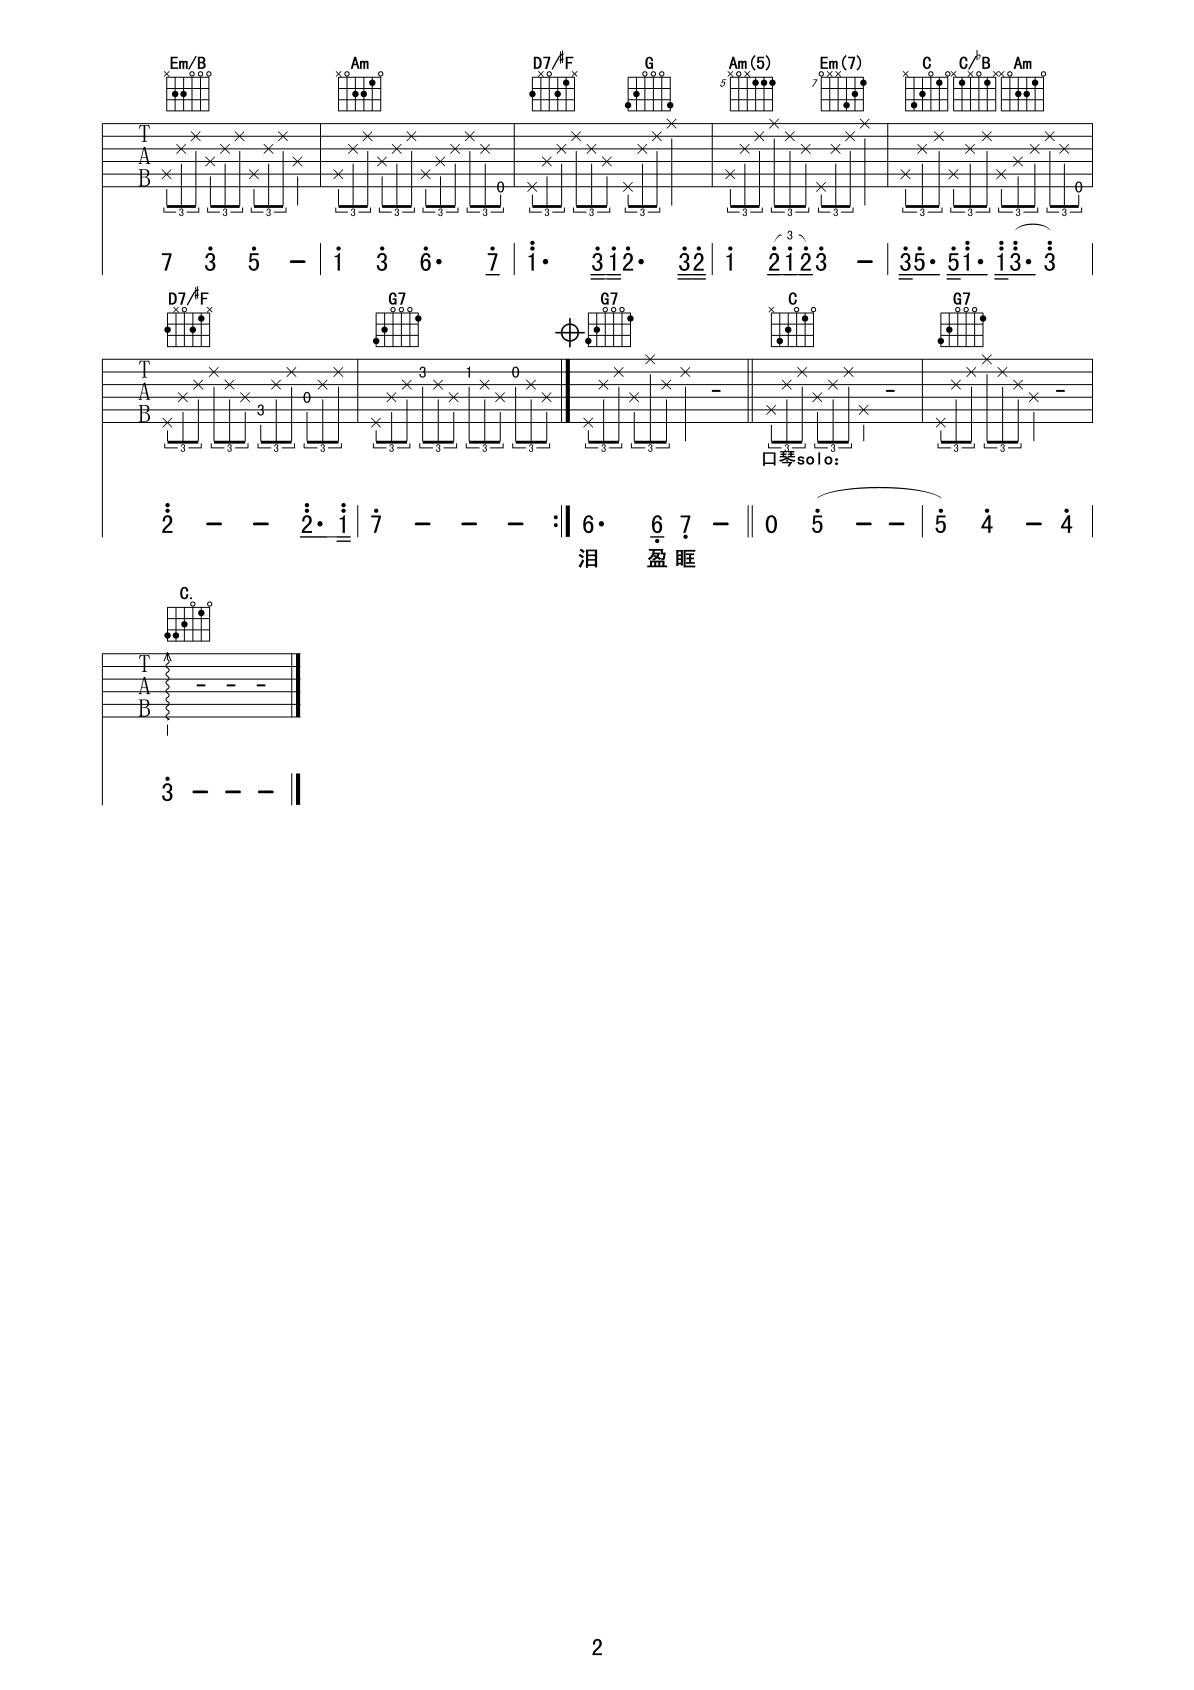 Em/B Am D7/♯F G Am(5) Em(7) C C/♭B Am
5 7
T
A
B
0 0
3 3 3 3 3 3 3 3 3 3 3 3 3 3 3 3
3
7 3 5 − 1 3 6· 7 1· 3 1 2· 3 2 1 2 1 2 3 − 3 5· 5 1· 1 3· 3
D7/♯F G7 G7 C G7
T
A
B
3 0 3 1 0
3 3 3 3 3 3 3 3 3 3 3 3 3 3
口琴solo:
2 − − 2· 1 7 − − − 6· 6 7 − 0 5 − − 5 4 − 4
泪 盈 眶
C.
T
A
B
3 − − −
2